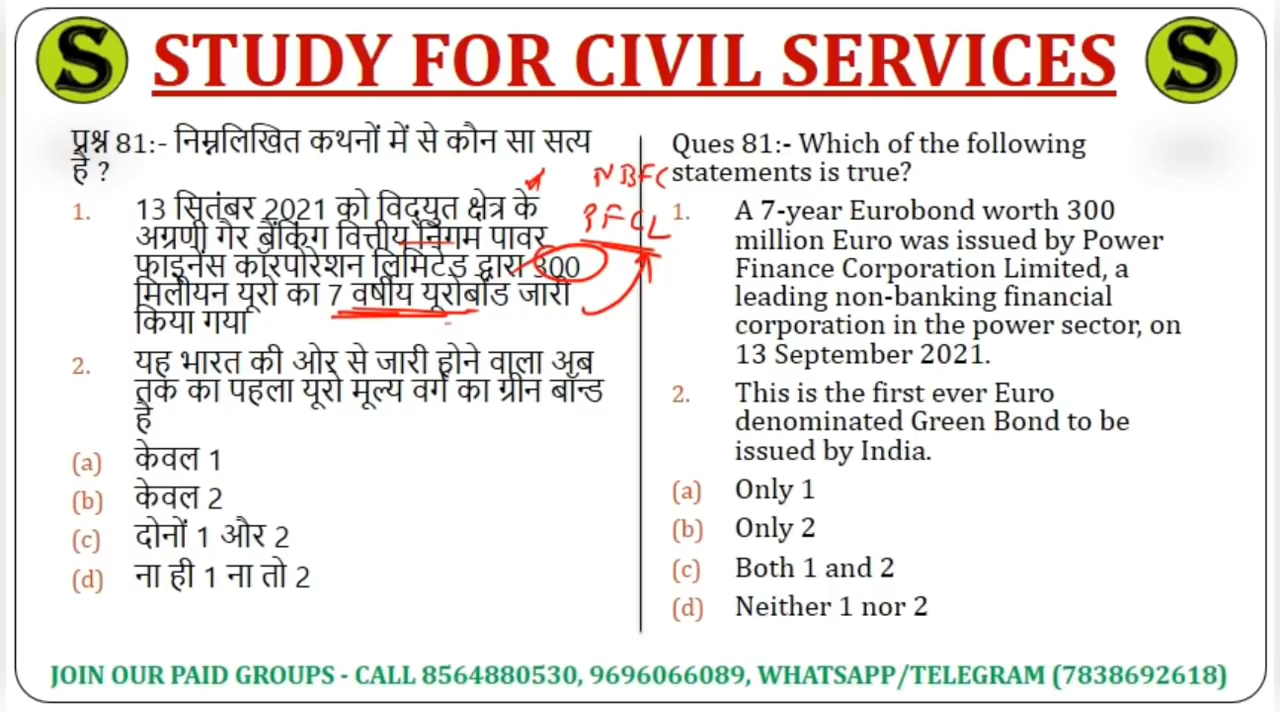 S STUDY FOR CIVIL SERVICES S
प्रश्न 81:- निम्नलिखित कथनों में से कौन सा सत्य
है ?
1. 13 सितंबर 2021 को विद्युत क्षेत्र के
अग्रणी गैर बैंकिंग वित्तीय निगम पावर
फ़ाइनेंस कॉरपोरेशन लिमिटेड द्वारा 300
मिलीयन यूरो का 7 वर्षीय यूरोबॉंड जारी
किया गया
2. यह भारत की ओर से जारी होने वाला अब
तक का पहला यूरो मूल्य वर्ग का ग्रीन बॉन्ड
है
(a) केवल 1
(b) केवल 2
(c) दोनों 1 और 2
(d) ना ही 1 ना तो 2
NBFC
PFCL
Ques 81:- Which of the following
statements is true?
1. A 7-year Eurobond worth 300
million Euro was issued by Power
Finance Corporation Limited, a
leading non-banking financial
corporation in the power sector, on
13 September 2021.
2. This is the first ever Euro
denominated Green Bond to be
issued by India.
(a) Only 1
(b) Only 2
(c) Both 1 and 2
(d) Neither 1 nor 2
JOIN OUR PAID GROUPS - CALL 8564880530, 9696066089, WHATSAPP/TELEGRAM (7838692618)